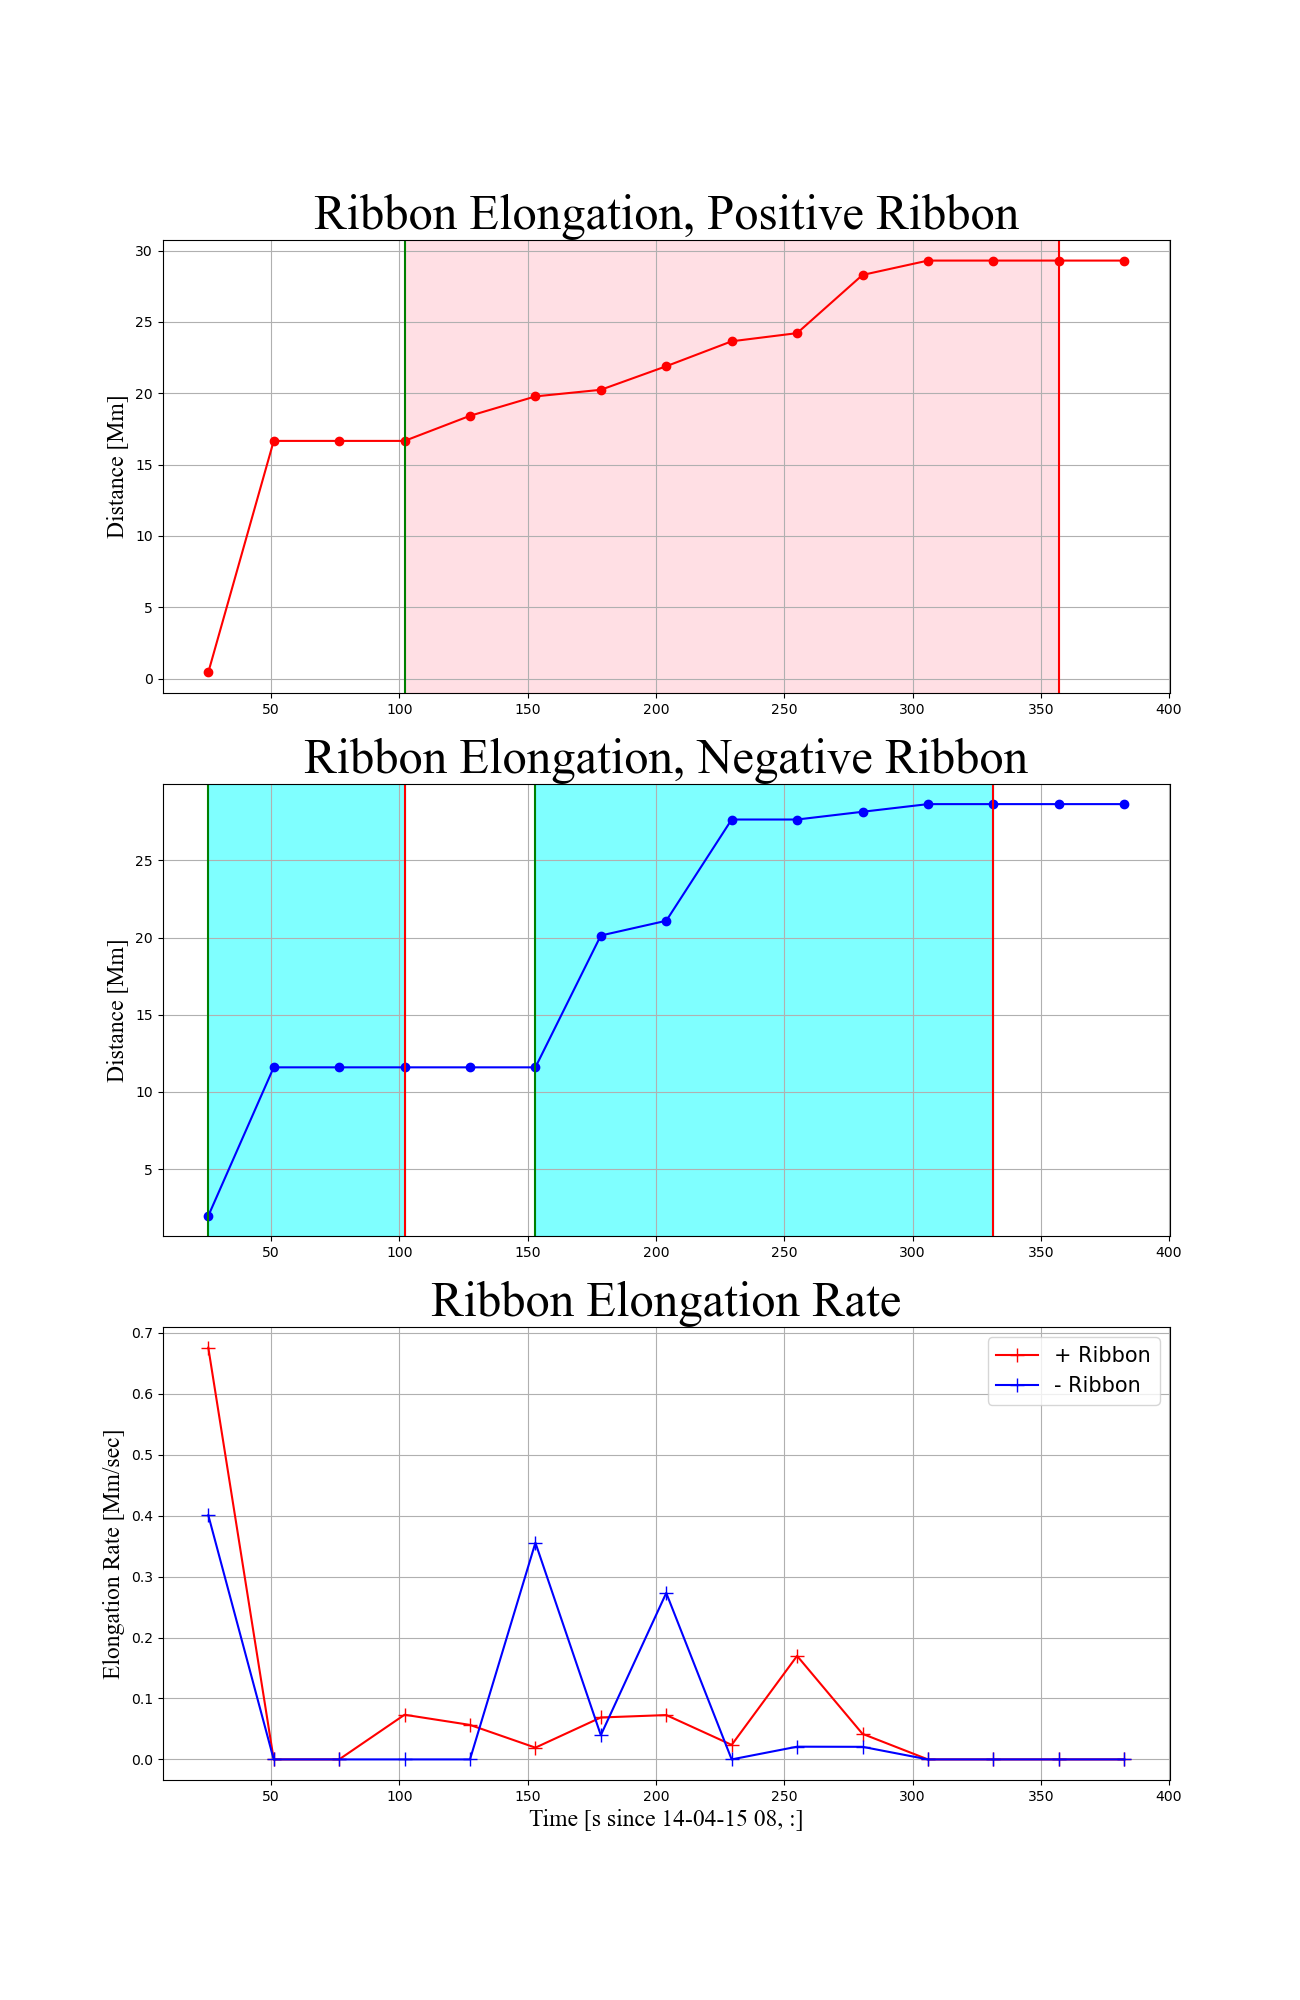 Ribbon Elongation, Positive Ribbon
30
25
20
15
10
5
0
Distance [Mm]
50 100 150 200 250 300 350 400
Ribbon Elongation, Negative Ribbon
25
20
15
10
5
Distance [Mm]
50 100 150 200 250 300 350 400
Ribbon Elongation Rate
0.7
0.6
0.5
0.4
0.3
0.2
0.1
0.0
Elongation Rate [Mm/sec]
+ Ribbon
- Ribbon
50 100 150 200 250 300 350 400
Time [s since 14-04-15 08, :]